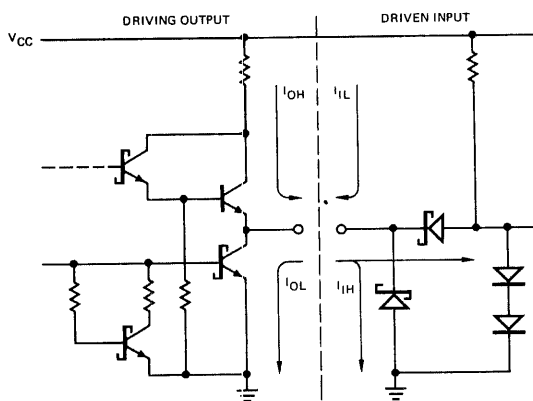 DRIVING OUTPUT
DRIVEN INPUT
VCC
IOH
IIL
IOL
IIH